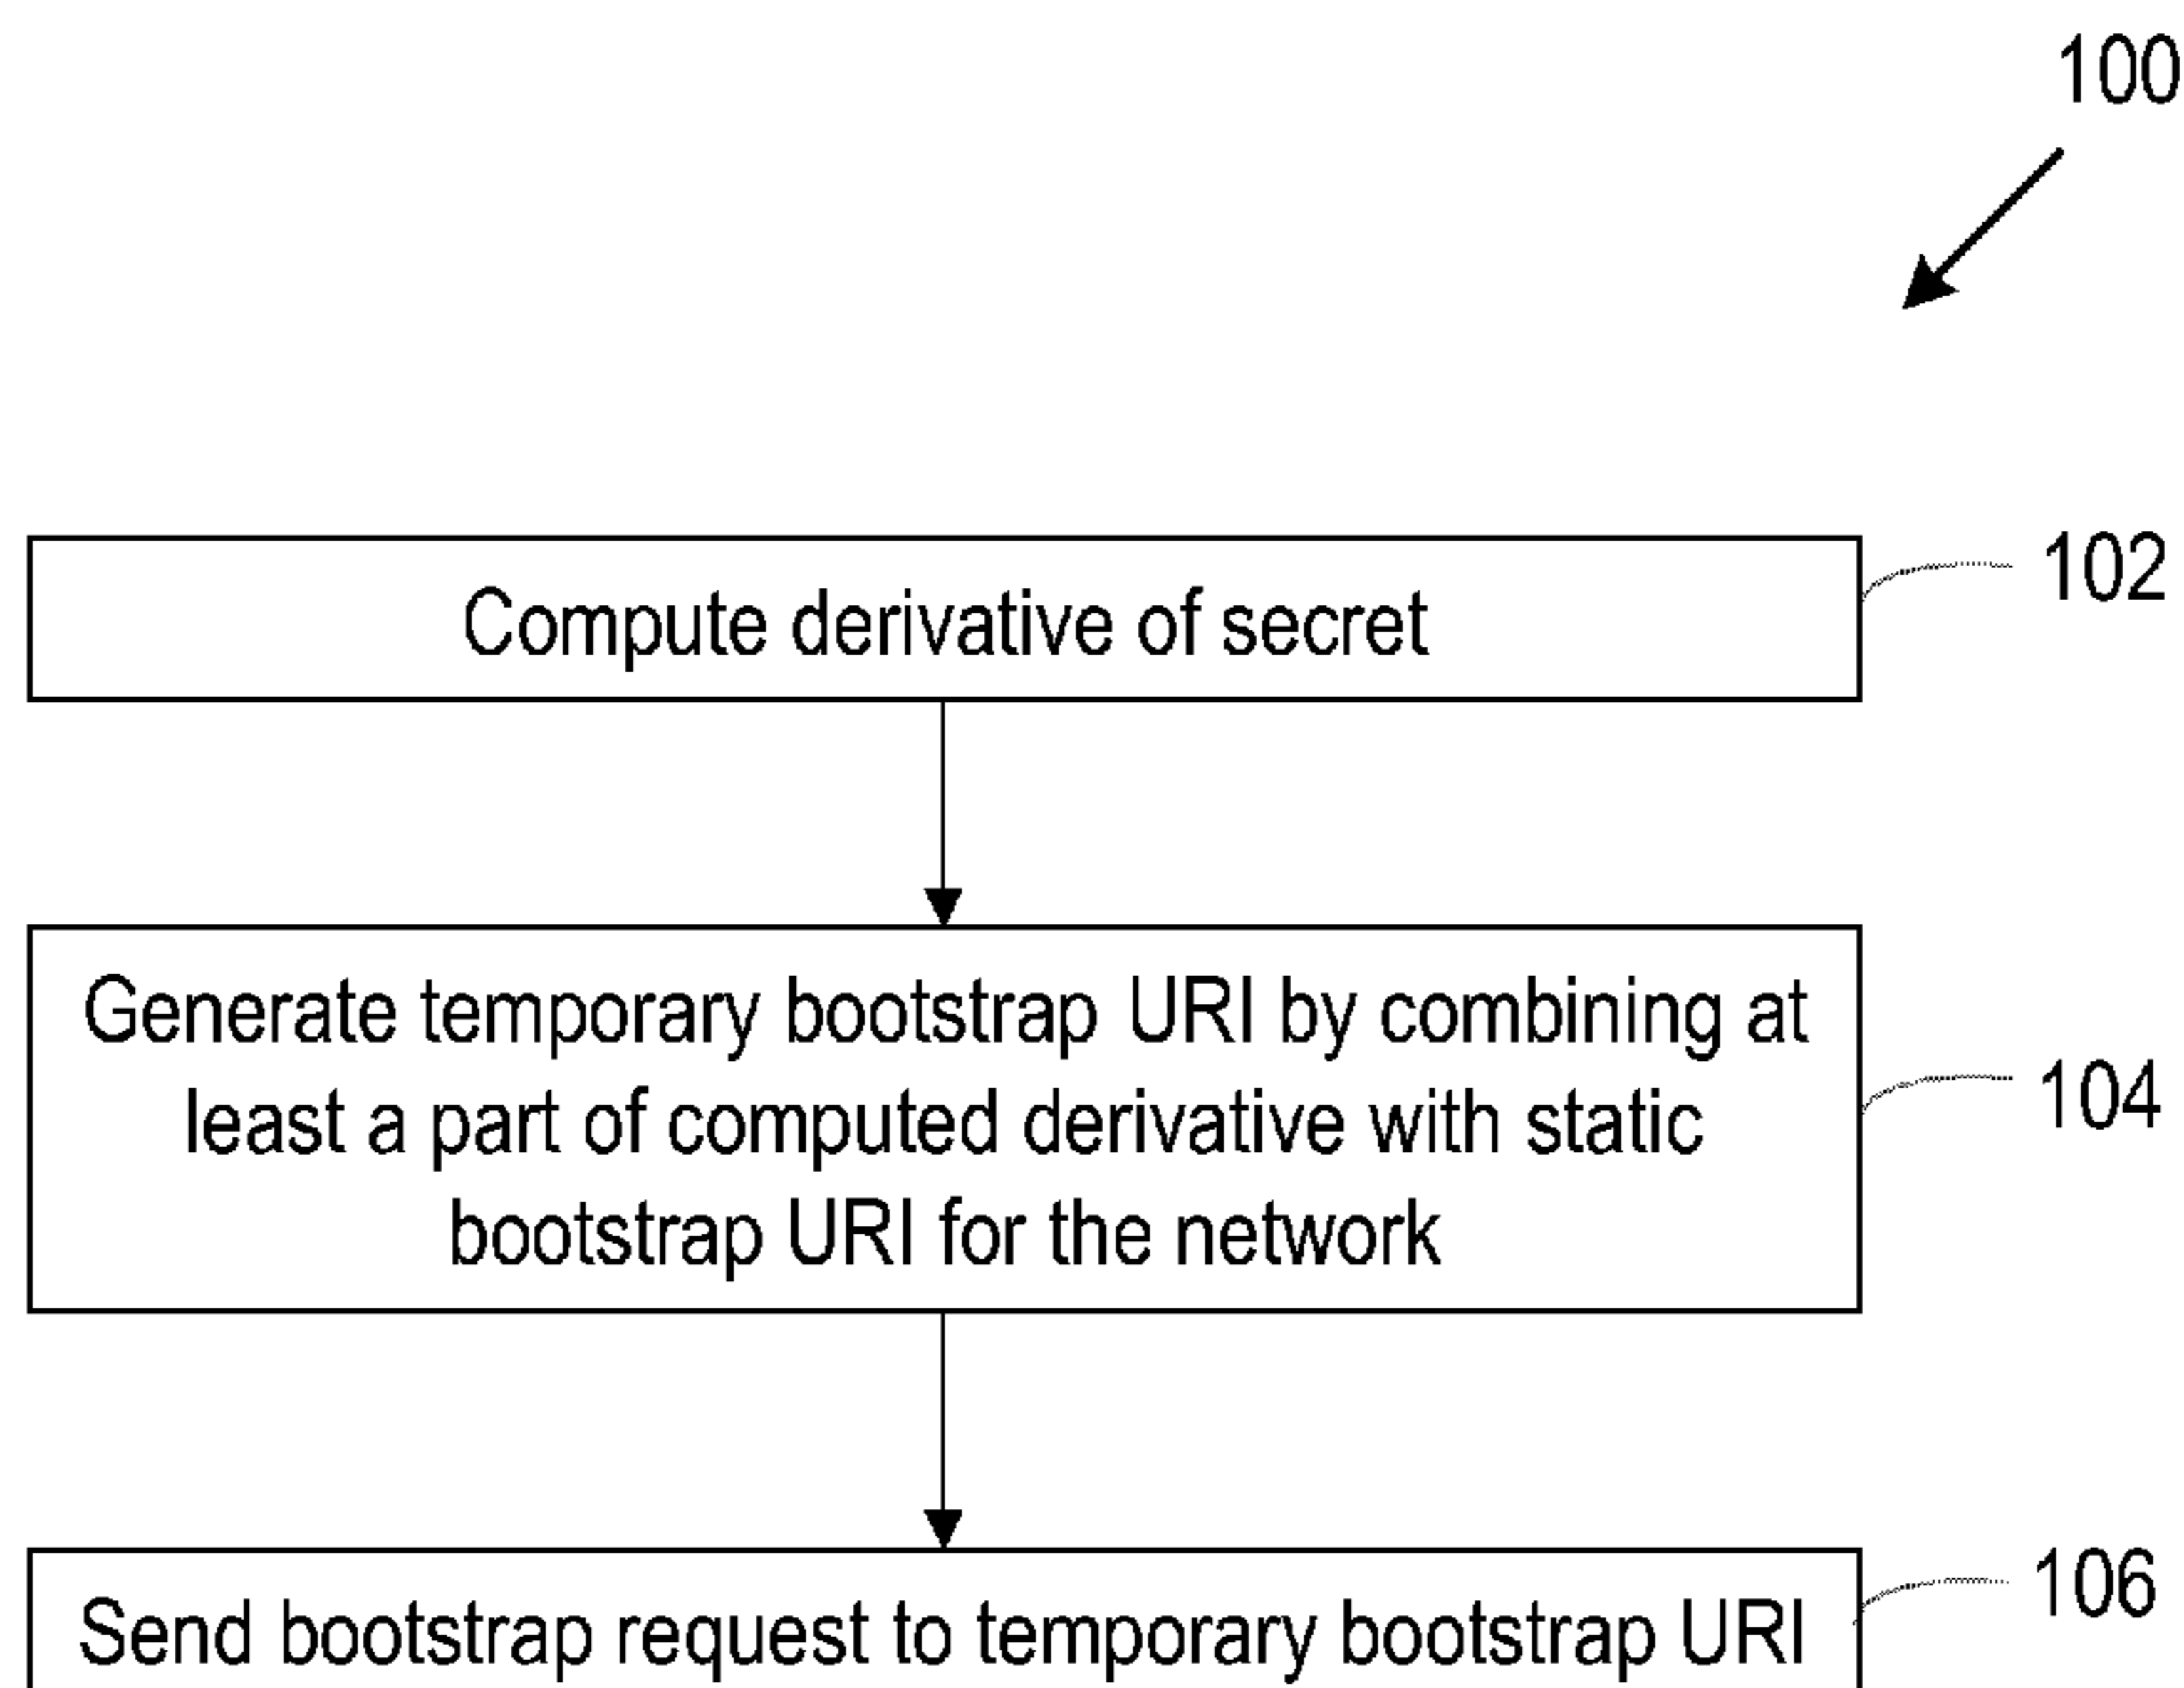 100
Compute derivative of secret
102
Generate temporary bootstrap URI by combining at
least a part of computed derivative with static
bootstrap URI for the network
104
Send bootstrap request to temporary bootstrap URI
106